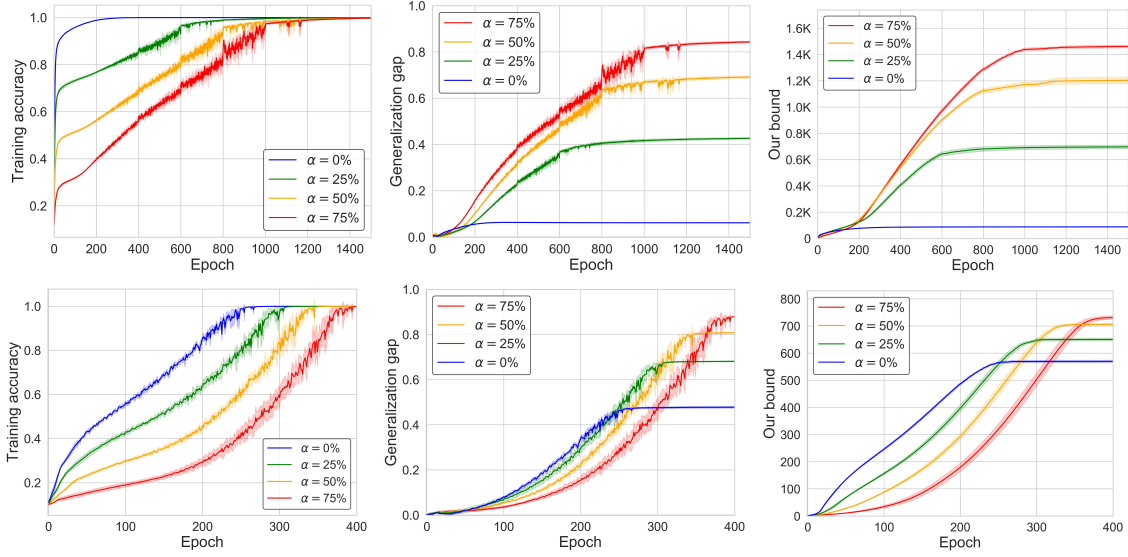 Training accuracy
1.0
0.8
0.6
0.4
0.2
α = 0%
α = 25%
α = 50%
α = 75%
0 200 400 600 800 1000 1200 1400
Epoch
Generalization gap
1.0
0.8
0.6
0.4
0.2
0.0
α = 75%
α = 50%
α = 25%
α = 0%
0 200 400 600 800 1000 1200 1400
Epoch
Our bound
1.6K
1.4K
1.2K
1.0K
0.8K
0.6K
0.4K
0.2K
0
α = 75%
α = 50%
α = 25%
α = 0%
0 200 400 600 800 1000 1200 1400
Epoch
Training accuracy
1.0
0.8
0.6
0.4
0.2
α = 0%
α = 25%
α = 50%
α = 75%
0 100 200 300 400
Epoch
Generalization gap
1.0
0.8
0.6
0.4
0.2
0.0
α = 75%
α = 50%
α = 25%
α = 0%
0 100 200 300 400
Epoch
Our bound
800
700
600
500
400
300
200
100
0
α = 75%
α = 50%
α = 25%
α = 0%
0 100 200 300 400
Epoch